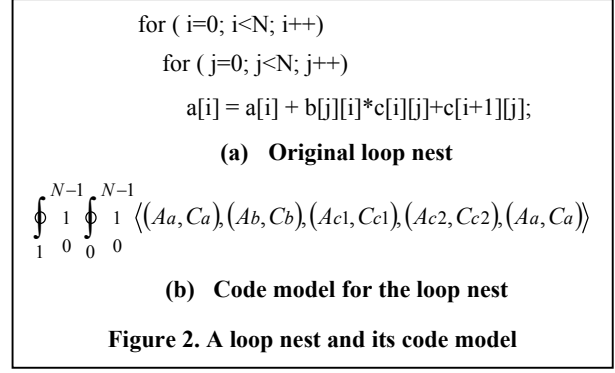 for ( i=0; i<N; i++)
for ( j=0; j<N; j++)
a[i] = a[i] + b[j][i]*c[i][j]+c[i+1][j];
(a) Original loop nest
∮ 1 N−1 1 0 ∮ 0 N−1 1 0 ⟨(Aa, Ca), (Ab, Cb), (Ac1, Cc1), (Ac2, Cc2), (Aa, Ca)⟩
(b) Code model for the loop nest
Figure 2. A loop nest and its code model